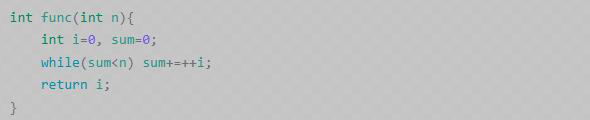 int func(int n){
    int i=0, sum=0;
    while(sum<n) sum+=++i;
    return i;
}